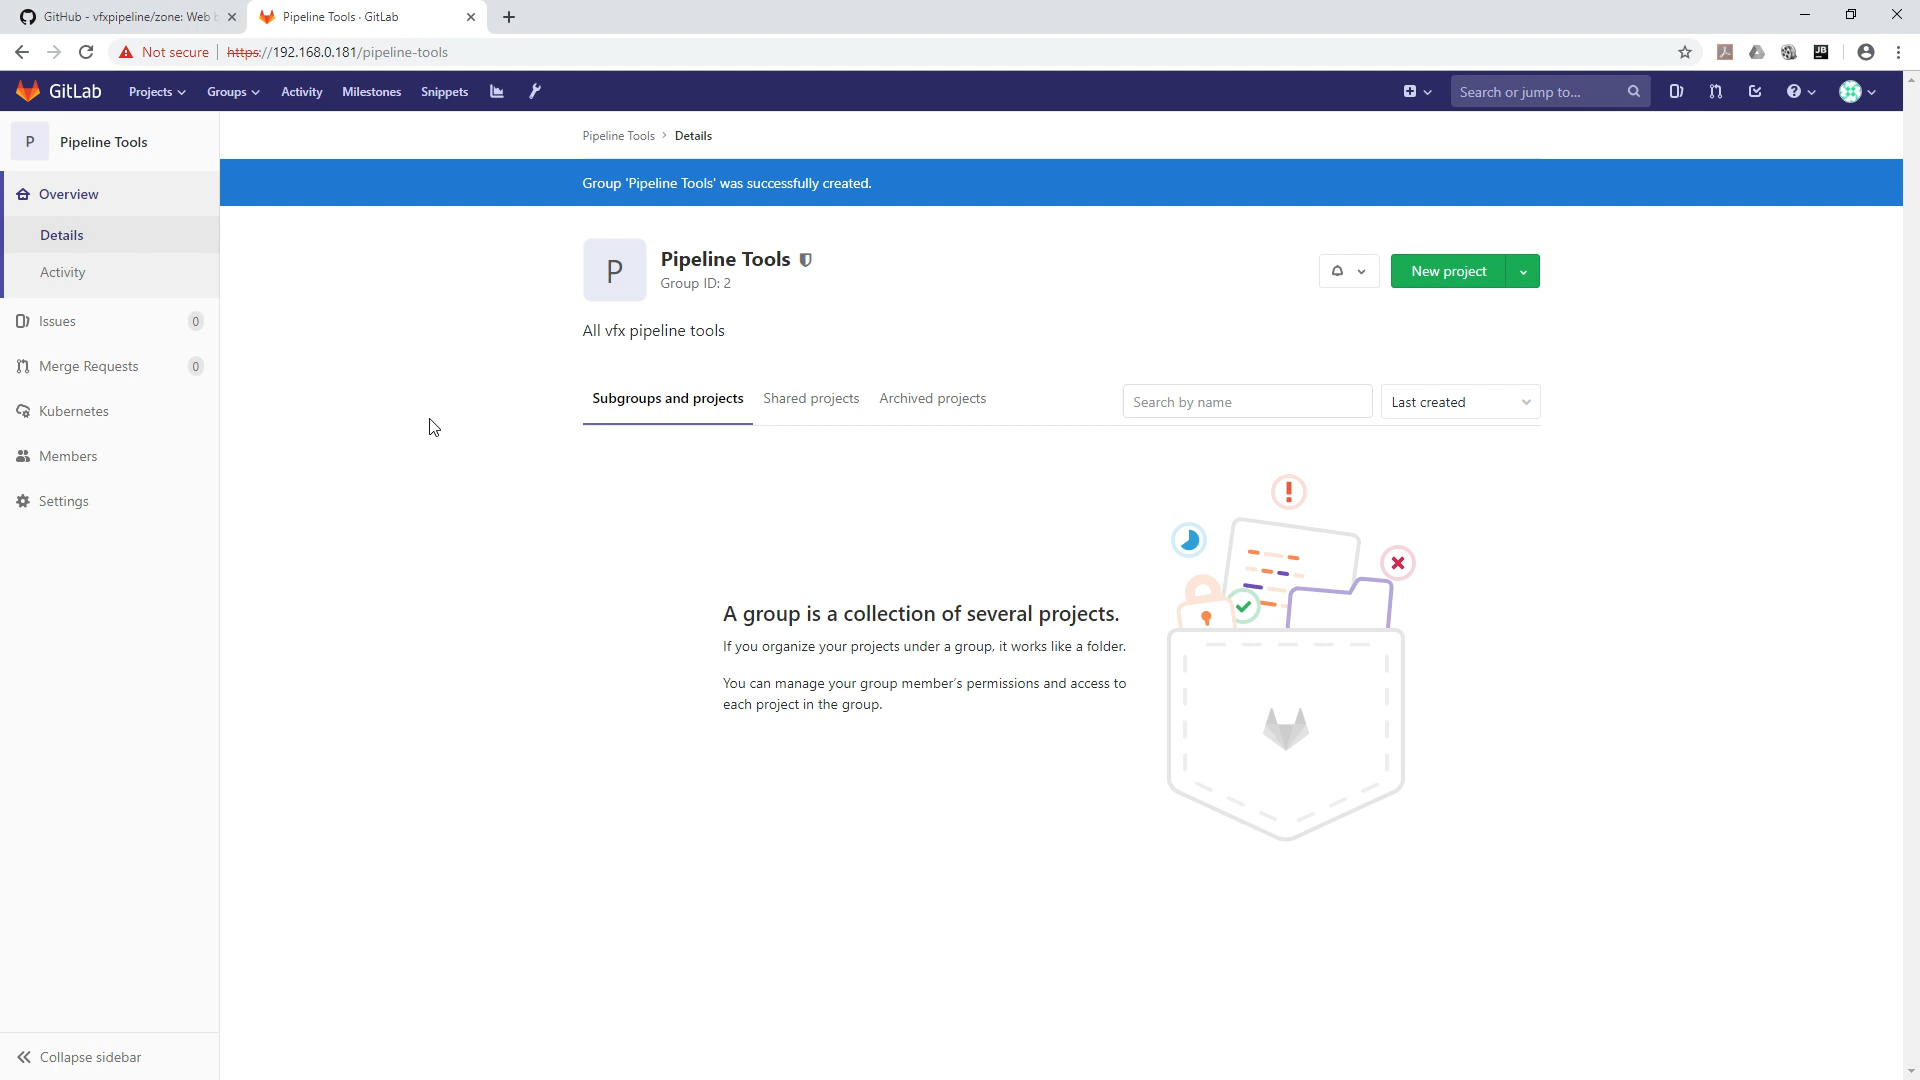 GitHub - vfxpipeline/zone: Web
Pipeline Tools · GitLab
Not secure
https://192.168.0.181/pipeline-tools
JB
GitLab
Projects
Groups
Activity
Milestones
Snippets
Search or jump to...
P
Pipeline Tools
Pipeline Tools > Details
Overview
Details
Activity
Issues 0
Merge Requests 0
Kubernetes
Members
Settings
Collapse sidebar
Group 'Pipeline Tools' was successfully created.
P
Pipeline Tools
Group ID: 2
New project
All vfx pipeline tools
Subgroups and projects
Shared projects
Archived projects
Search by name
Last created
A group is a collection of several projects.
If you organize your projects under a group, it works like a folder.
You can manage your group member's permissions and access to
each project in the group.